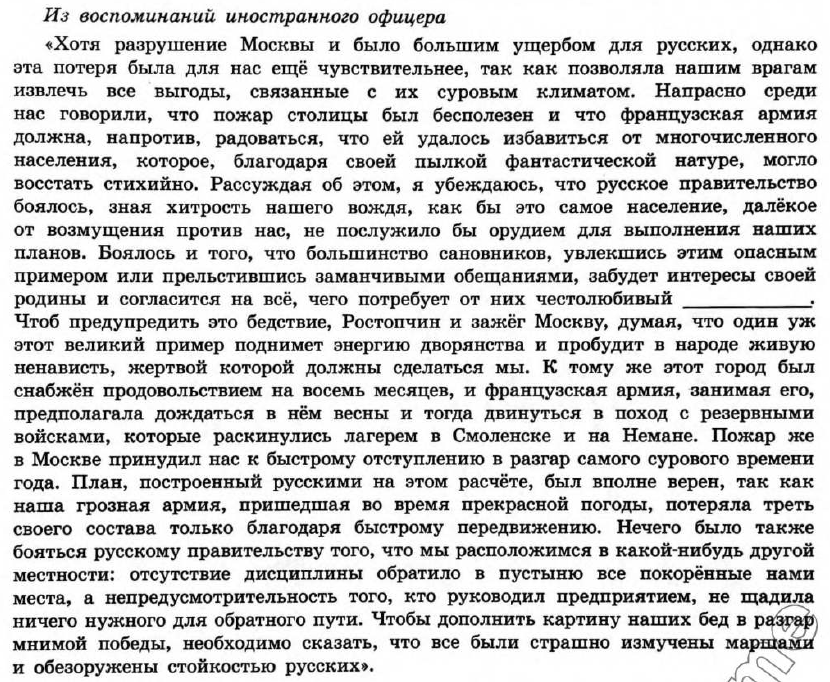 Из воспоминаний иностранного офицера
«Хотя разрушение Москвы и было большим ущербом для русских, однако
эта потеря была для нас ещё чувствительнее, так как позволяла нашим врагам
извлечь все выгоды, связанные с их суровым климатом. Напрасно среди
нас говорили, что пожар столицы был бесполезен и что французская армия
должна, напротив, радоваться, что ей удалось избавиться от многочисленного
населения, которое, благодаря своей пылкой фантастической натуре, могло
восстать стихийно. Рассуждая об этом, я убеждаюсь, что русское правительство
боялось, зная хитрость нашего вождя, как бы это самое население, далёкое
от возмущения против нас, не послужило бы орудием для выполнения наших
планов. Боялось и того, что большинство сановников, увлекшись этим опасным
примером или прельстившись заманчивыми обещаниями, забудет интересы своей
родины и согласится на всё, чего потребует от них честолюбивый ____________.
Чтоб предупредить это бедствие, Ростопчин и зажёг Москву, думая, что один уж
этот великий пример поднимет энергию дворянства и пробудит в народе живую
ненависть, жертвой которой должны сделаться мы. К тому же этот город был
снабжён продовольствием на восемь месяцев, и французская армия, занимая его,
предполагала дождаться в нём весны и тогда двинуться в поход с резервными
войсками, которые раскинулись лагерем в Смоленске и на Немане. Пожар же
в Москве принудил нас к быстрому отступлению в разгар самого сурового времени
года. План, построенный русскими на этом расчёте, был вполне верен, так как
наша грозная армия, пришедшая во время прекрасной погоды, потеряла треть
своего состава только благодаря быстрому передвижению. Нечего было также
бояться русскому правительству того, что мы расположимся в какой-нибудь другой
местности: отсутствие дисциплины обратило в пустыню все покорённые нами
места, а непредусмотрительность того, кто руководил предприятием, не щадила
ничего нужного для обратного пути. Чтобы дополнить картину наших бед в разгар
мнимой победы, необходимо сказать, что все были страшно измучены маршами
и обезоружены стойкостью русских».